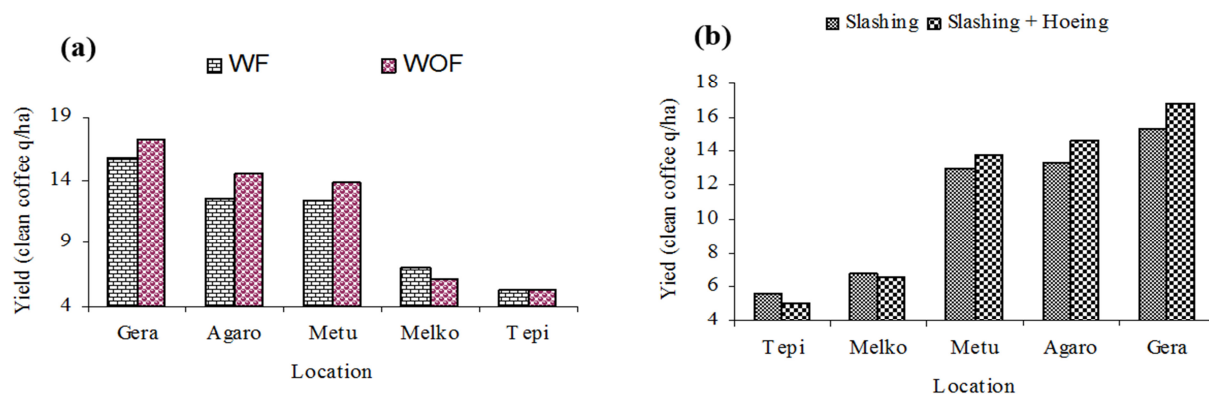 (a)
WF WOF
Yield (clean coffee q/ha)
19
14
9
4
Gera Agaro Metu Melko Tepi
Location
(b)
Slashing Slashing + Hoeing
Yied (clean coffee q/ha)
18
16
14
12
10
8
6
4
Tepi Melko Metu Agaro Gera
Location